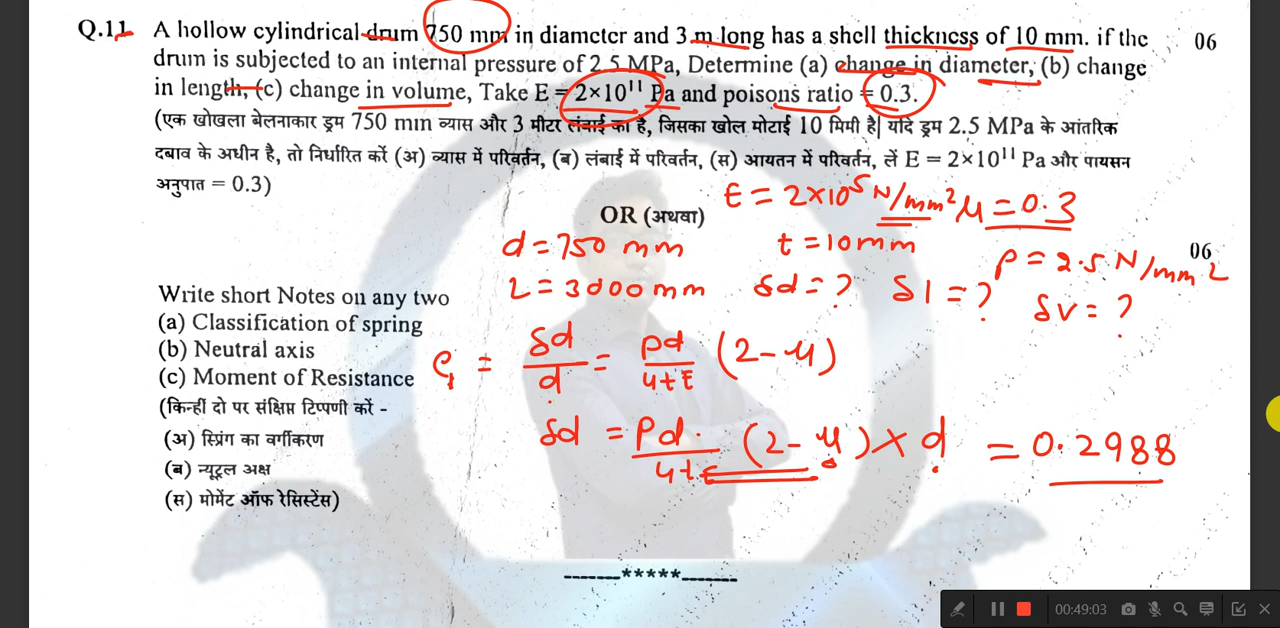 Q.11 A hollow cylindrical drum 750 mm in diameter and 3 m long has a shell thickness of 10 mm. if the 06
drum is subjected to an internal pressure of 2.5 MPa, Determine (a) change in diameter, (b) change
in length, (c) change in volume, Take E = 2×10¹¹ Pa and poisons ratio = 0.3.
(एक खोखला बेलनाकार ड्रम 750 mm व्यास और 3 मीटर लंबाई का है, जिसका खोल मोटाई 10 मिमी है| यदि ड्रम 2.5 MPa के आंतरिक
दबाव के अधीन है, तो निर्धारित करें (अ) व्यास में परिवर्तन, (ब) लंबाई में परिवर्तन, (स) आयतन में परिवर्तन, लें E = 2×10¹¹ Pa और पायसन
अनुपात = 0.3)
E = 2×10⁵ N/mm² μ = 0.3
OR (अथवा)
d = 750 mm t = 10mm P = 2.5 N/mm² 06
L = 3000 mm δd = ? δl = ? δv = ?
Write short Notes on any two
(a) Classification of spring
(b) Neutral axis
(c) Moment of Resistance
= δd/d = Pd/4tE (2-μ)
(किन्हीं दो पर संक्षिप्त टिप्पणी करें -
(अ) स्प्रिंग का वर्गीकरण
δd = Pd/4tE (2-μ) × d = 0.2988
(ब) न्यूट्रल अक्ष
(स) मोमेंट ऑफ रेसिस्टेंस)
_______*****_______
00:49:03